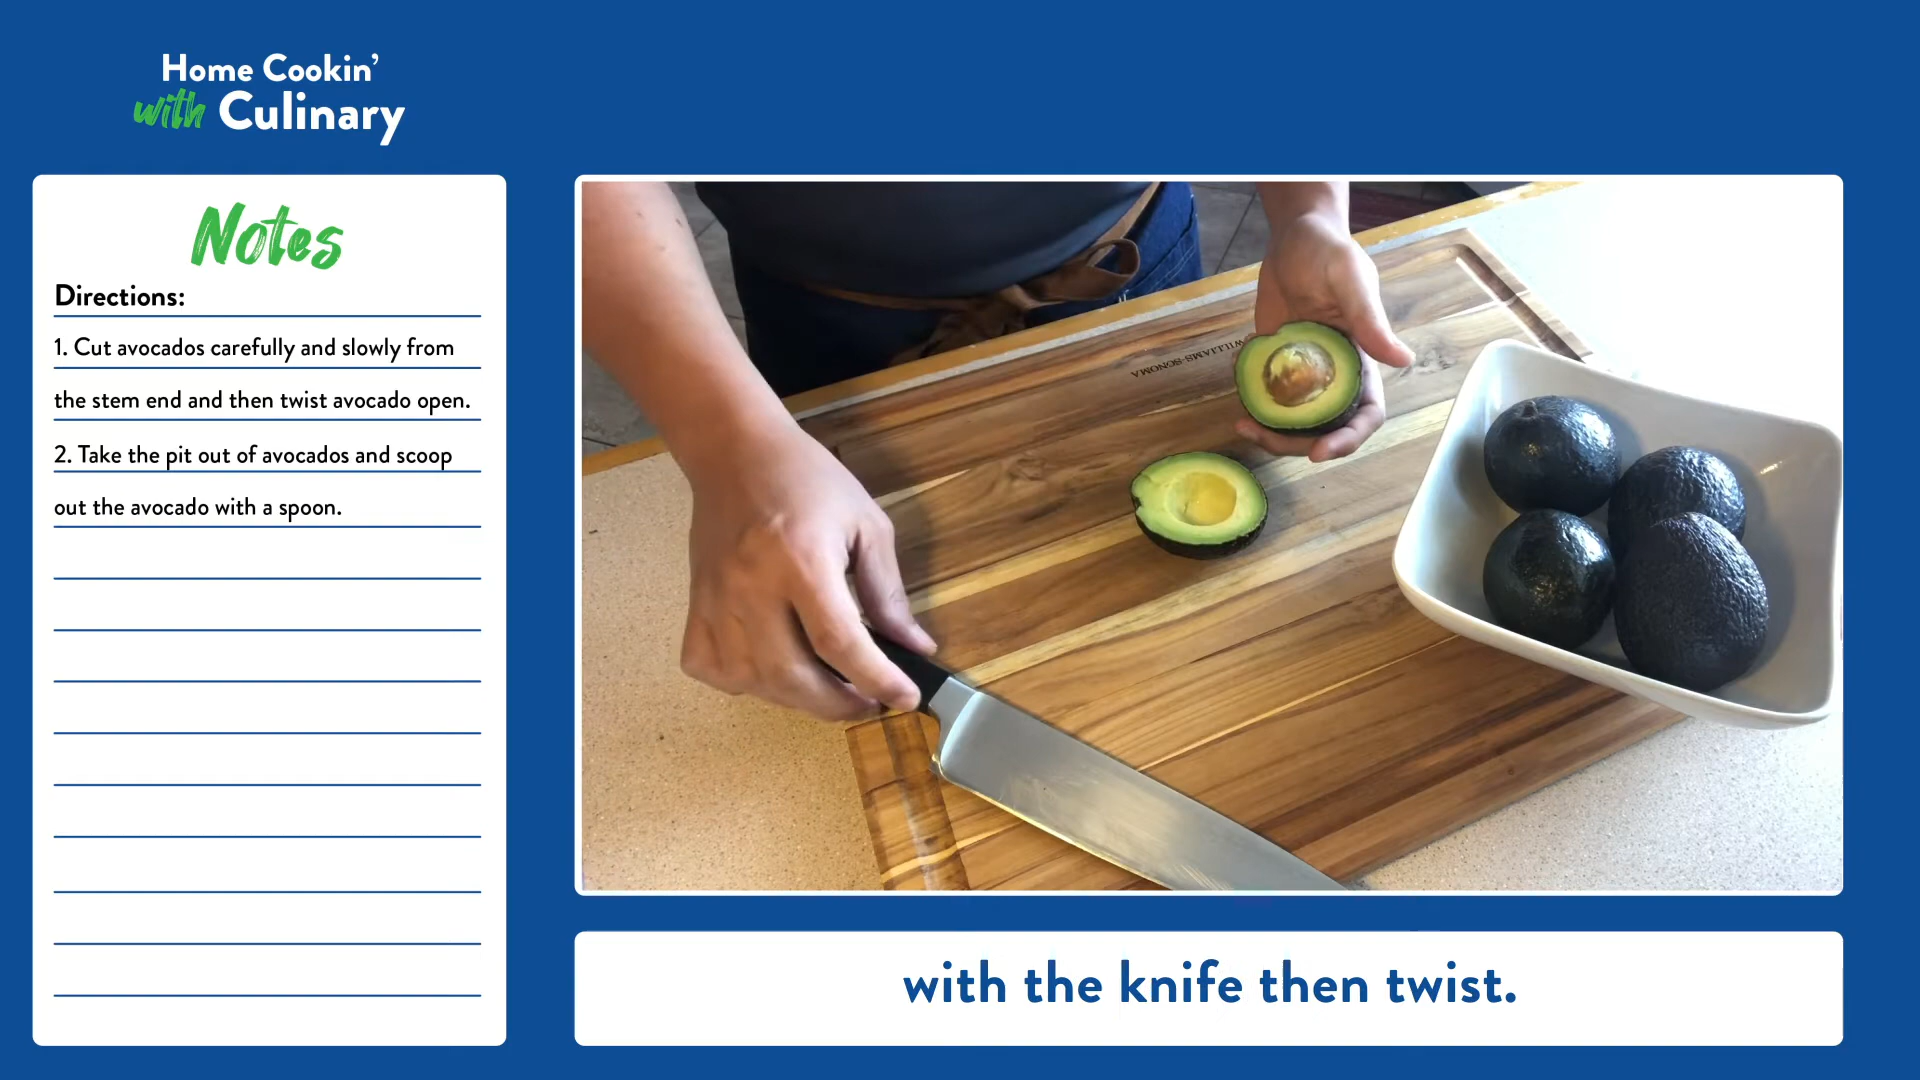 Home Cookin’
with Culinary
Notes
Directions:
1. Cut avocados carefully and slowly from
the stem end and then twist avocado open.
2. Take the pit out of avocados and scoop
out the avocado with a spoon.
WILLIAMS-SONOMA
with the knife then twist.